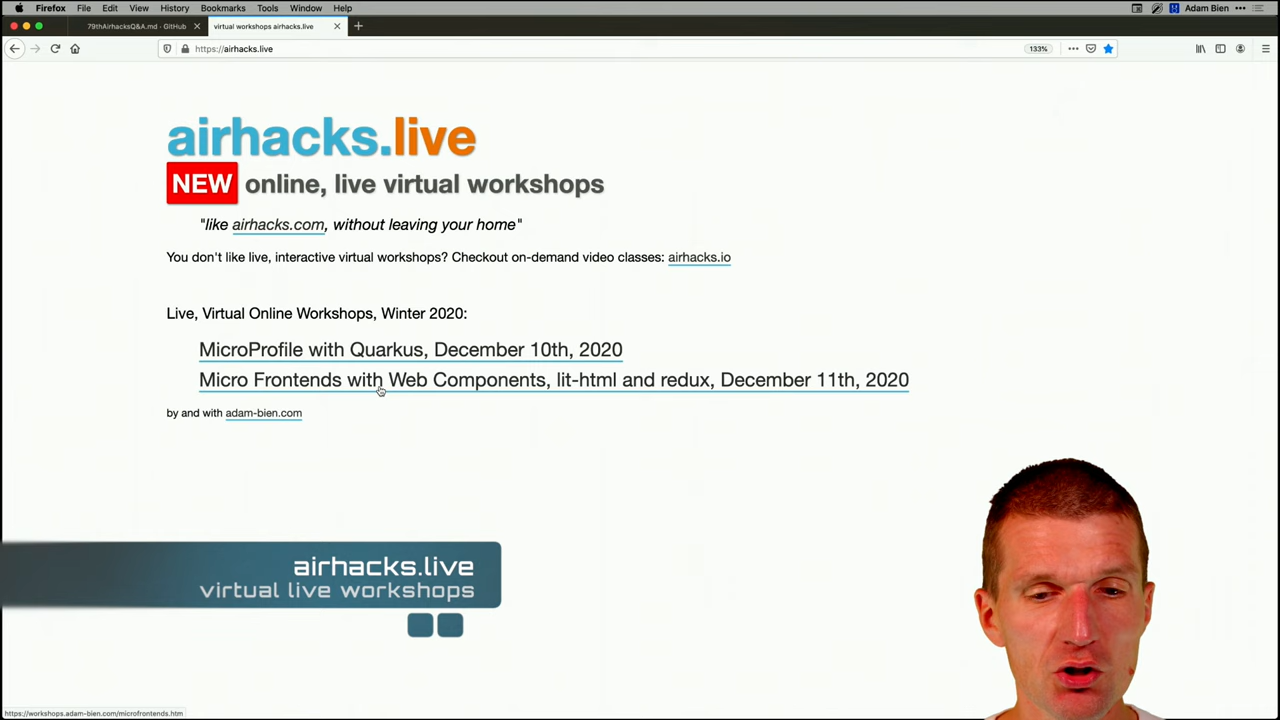 Firefox File Edit View History Bookmarks Tools Window Help Adam Bien
79thAirhacksQ&A.md · GitHub virtual workshops airhacks.live
https://airhacks.live 133%
airhacks.live
NEW online, live virtual workshops
"like airhacks.com, without leaving your home"
You don't like live, interactive virtual workshops? Checkout on-demand video classes: airhacks.io
Live, Virtual Online Workshops, Winter 2020:
MicroProfile with Quarkus, December 10th, 2020
Micro Frontends with Web Components, lit-html and redux, December 11th, 2020
by and with adam-bien.com
airhacks.live
virtual live workshops
https://workshops.adam-bien.com/microfrontends.htm